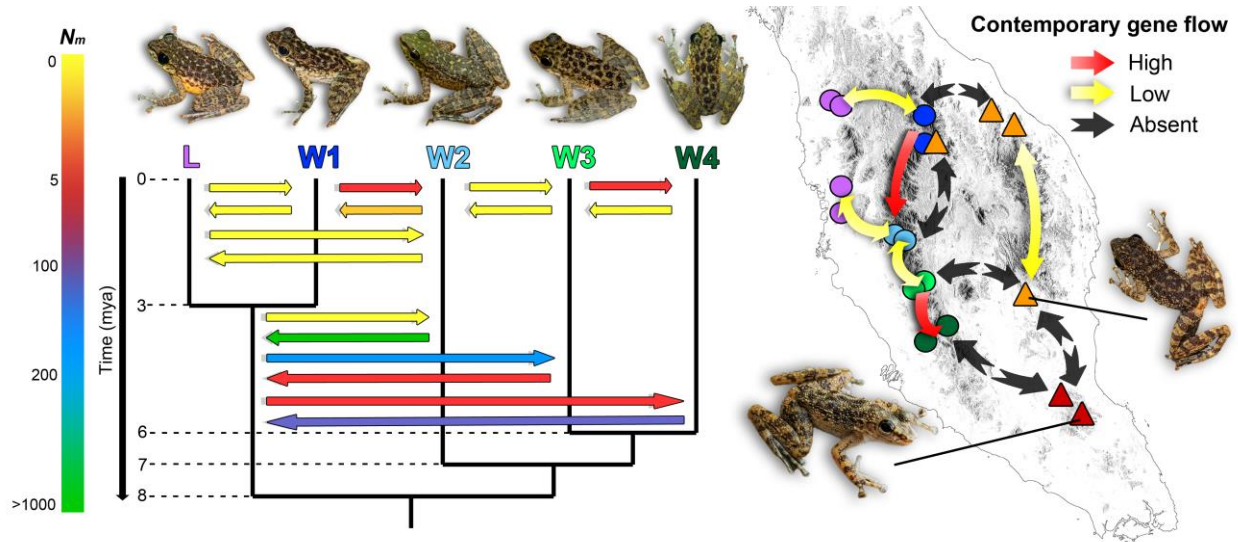 Nm
0
5
100
200
>1000
L
W1
W2
W3
W4
Time (mya)
0
3
6
7
8
Contemporary gene flow
High
Low
Absent